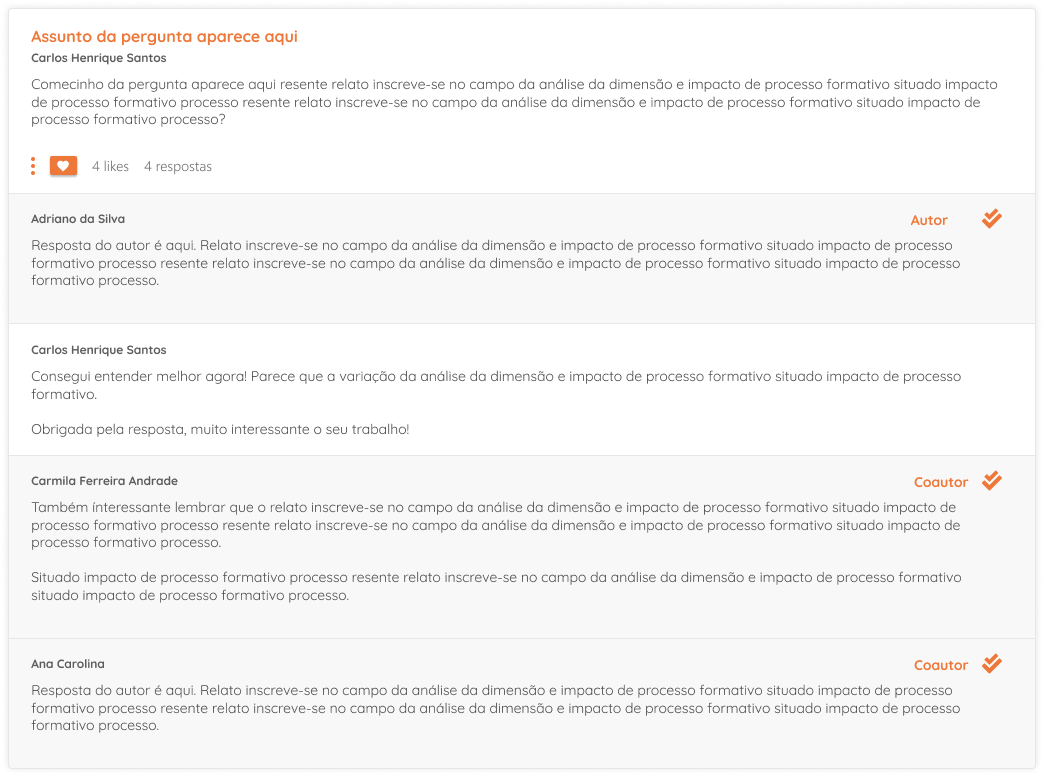 Assunto da pergunta aparece aqui
Carlos Henrique Santos
Comecinho da pergunta aparece aqui resente relato inscreve-se no campo da análise da dimensão e impacto de processo formativo situado impacto
de processo formativo processo resente relato inscreve-se no campo da análise da dimensão e impacto de processo formativo situado impacto de
processo formativo processo?
4 likes 4 respostas
Adriano da Silva Autor
Resposta do autor é aqui. Relato inscreve-se no campo da análise da dimensão e impacto de processo formativo situado impacto de processo
formativo processo resente relato inscreve-se no campo da análise da dimensão e impacto de processo formativo situado impacto de processo
formativo processo.
Carlos Henrique Santos
Consegui entender melhor agora! Parece que a variação da análise da dimensão e impacto de processo formativo situado impacto de processo
formativo.
Obrigada pela resposta, muito interessante o seu trabalho!
Carmila Ferreira Andrade Coautor
Também ínteressante lembrar que o relato inscreve-se no campo da análise da dimensão e impacto de processo formativo situado impacto de
processo formativo processo resente relato inscreve-se no campo da análise da dimensão e impacto de processo formativo situado impacto de
processo formativo processo.
Situado impacto de processo formativo processo resente relato inscreve-se no campo da análise da dimensão e impacto de processo formativo
situado impacto de processo formativo processo.
Ana Carolina Coautor
Resposta do autor é aqui. Relato inscreve-se no campo da análise da dimensão e impacto de processo formativo situado impacto de processo
formativo processo resente relato inscreve-se no campo da análise da dimensão e impacto de processo formativo situado impacto de processo
formativo processo.